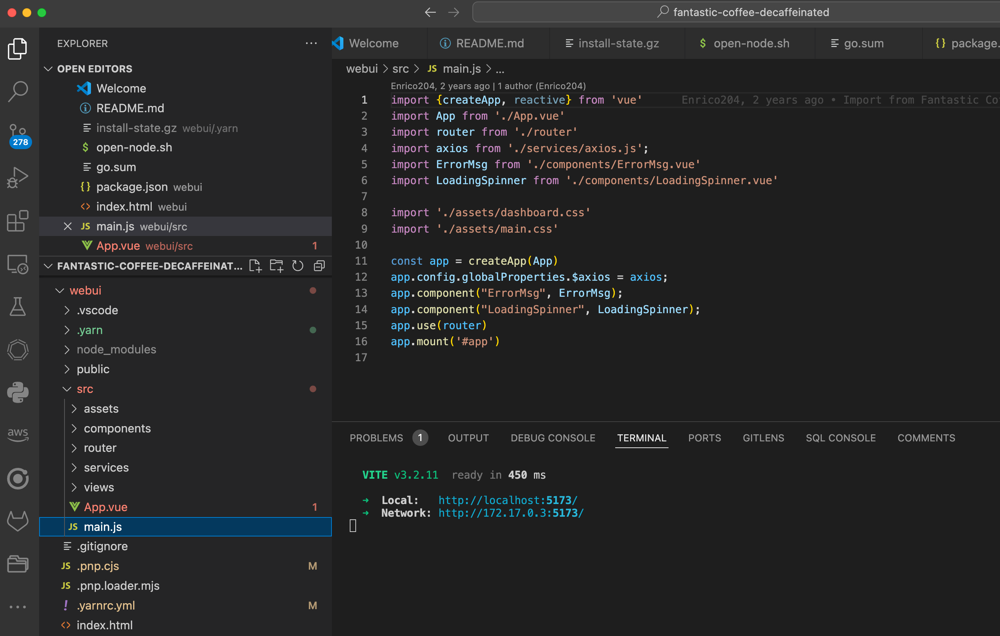 fantastic-coffee-decaffeinated
EXPLORER
OPEN EDITORS
Welcome
README.md
install-state.gz webui/.yarn
open-node.sh
go.sum
package.json webui
index.html webui
main.js webui/src
App.vue webui/src 1
FANTASTIC-COFFEE-DECAFFEINAT...
webui
.vscode
.yarn
node_modules
public
src
assets
components
router
services
views
App.vue 1
main.js
.gitignore
.pnp.cjs M
.pnp.loader.mjs
.yarnrc.yml M
index.html
278
aws
Welcome README.md install-state.gz open-node.sh go.sum package.
webui > src > JS main.js > ...
Enrico204, 2 years ago | 1 author (Enrico204)
1 import {createApp, reactive} from 'vue' Enrico204, 2 years ago • Import from Fantastic Co
2 import App from './App.vue'
3 import router from './router'
4 import axios from './services/axios.js';
5 import ErrorMsg from './components/ErrorMsg.vue'
6 import LoadingSpinner from './components/LoadingSpinner.vue'
7
8 import './assets/dashboard.css'
9 import './assets/main.css'
10
11 const app = createApp(App)
12 app.config.globalProperties.$axios = axios;
13 app.component("ErrorMsg", ErrorMsg);
14 app.component("LoadingSpinner", LoadingSpinner);
15 app.use(router)
16 app.mount('#app')
17
PROBLEMS 1 OUTPUT DEBUG CONSOLE TERMINAL PORTS GITLENS SQL CONSOLE COMMENTS
VITE v3.2.11 ready in 450 ms
➜ Local: http://localhost:5173/
➜ Network: http://172.17.0.3:5173/